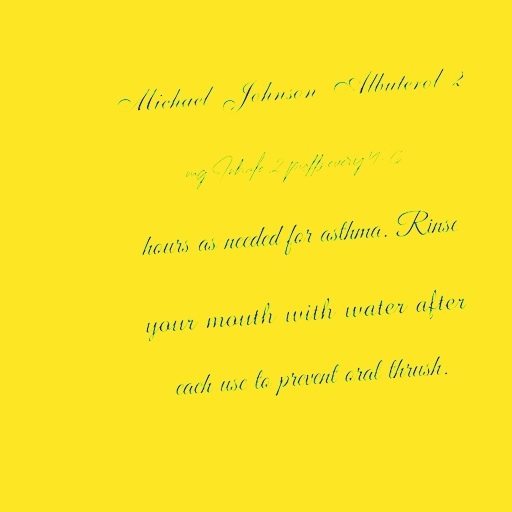 Michael Johnson Albuterol 2
mg Inhale 2 puffs every 4-6
hours as needed for asthma. Rinse
your mouth with water after
each use to prevent oral thrush.